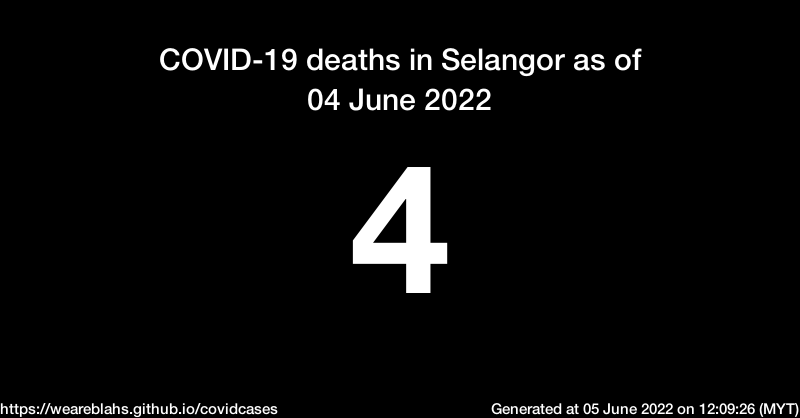 COVID-19 deaths in Selangor as of
04 June 2022
4
https://weareblahs.github.io/covidcases
Generated at 05 June 2022 on 12:09:26 (MYT)